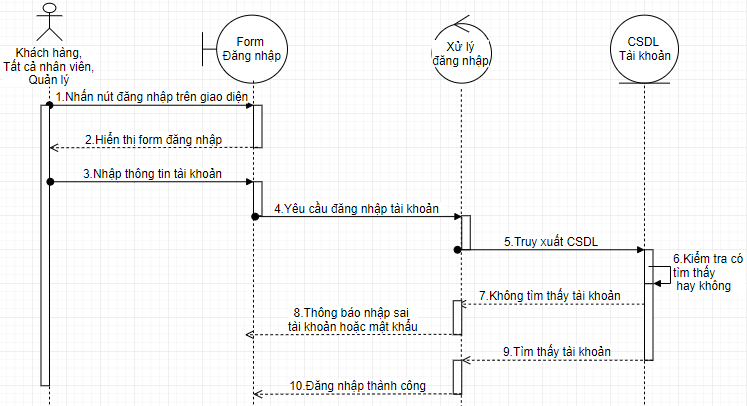 Khách hàng,
Tất cả nhân viên,
Quản lý
Form
Đăng nhập
Xử lý
đăng nhập
CSDL
Tài khoản
1.Nhấn nút đăng nhập trên giao diện
2.Hiển thị form đăng nhập
3.Nhập thông tin tài khoản
4.Yêu cầu đăng nhập tài khoản
5.Truy xuất CSDL
6.Kiểm tra có
tìm thấy
hay không
7.Không tìm thấy tài khoản
8.Thông báo nhập sai
tài khoản hoặc mật khẩu
9.Tìm thấy tài khoản
10.Đăng nhập thành công